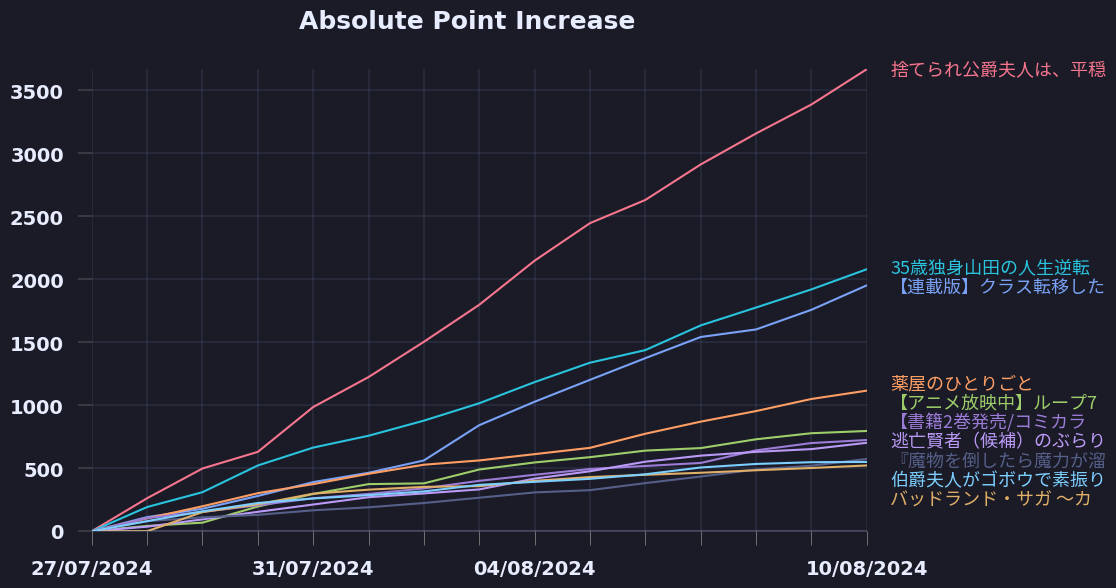 Absolute Point Increase
3500
3000
2500
2000
1500
1000
500
0
27/07/2024
31/07/2024
04/08/2024
10/08/2024
捨てられ公爵夫人は、平穏
35歳独身山田の人生逆転
【連載版】クラス転移した
薬屋のひとりごと
【アニメ放映中】ループ7
【書籍2巻発売/コミカラ
逃亡賢者（候補）のぶらり
『魔物を倒したら魔力が溜
伯爵夫人がゴボウで素振り
バッドランド・サガ ～カ